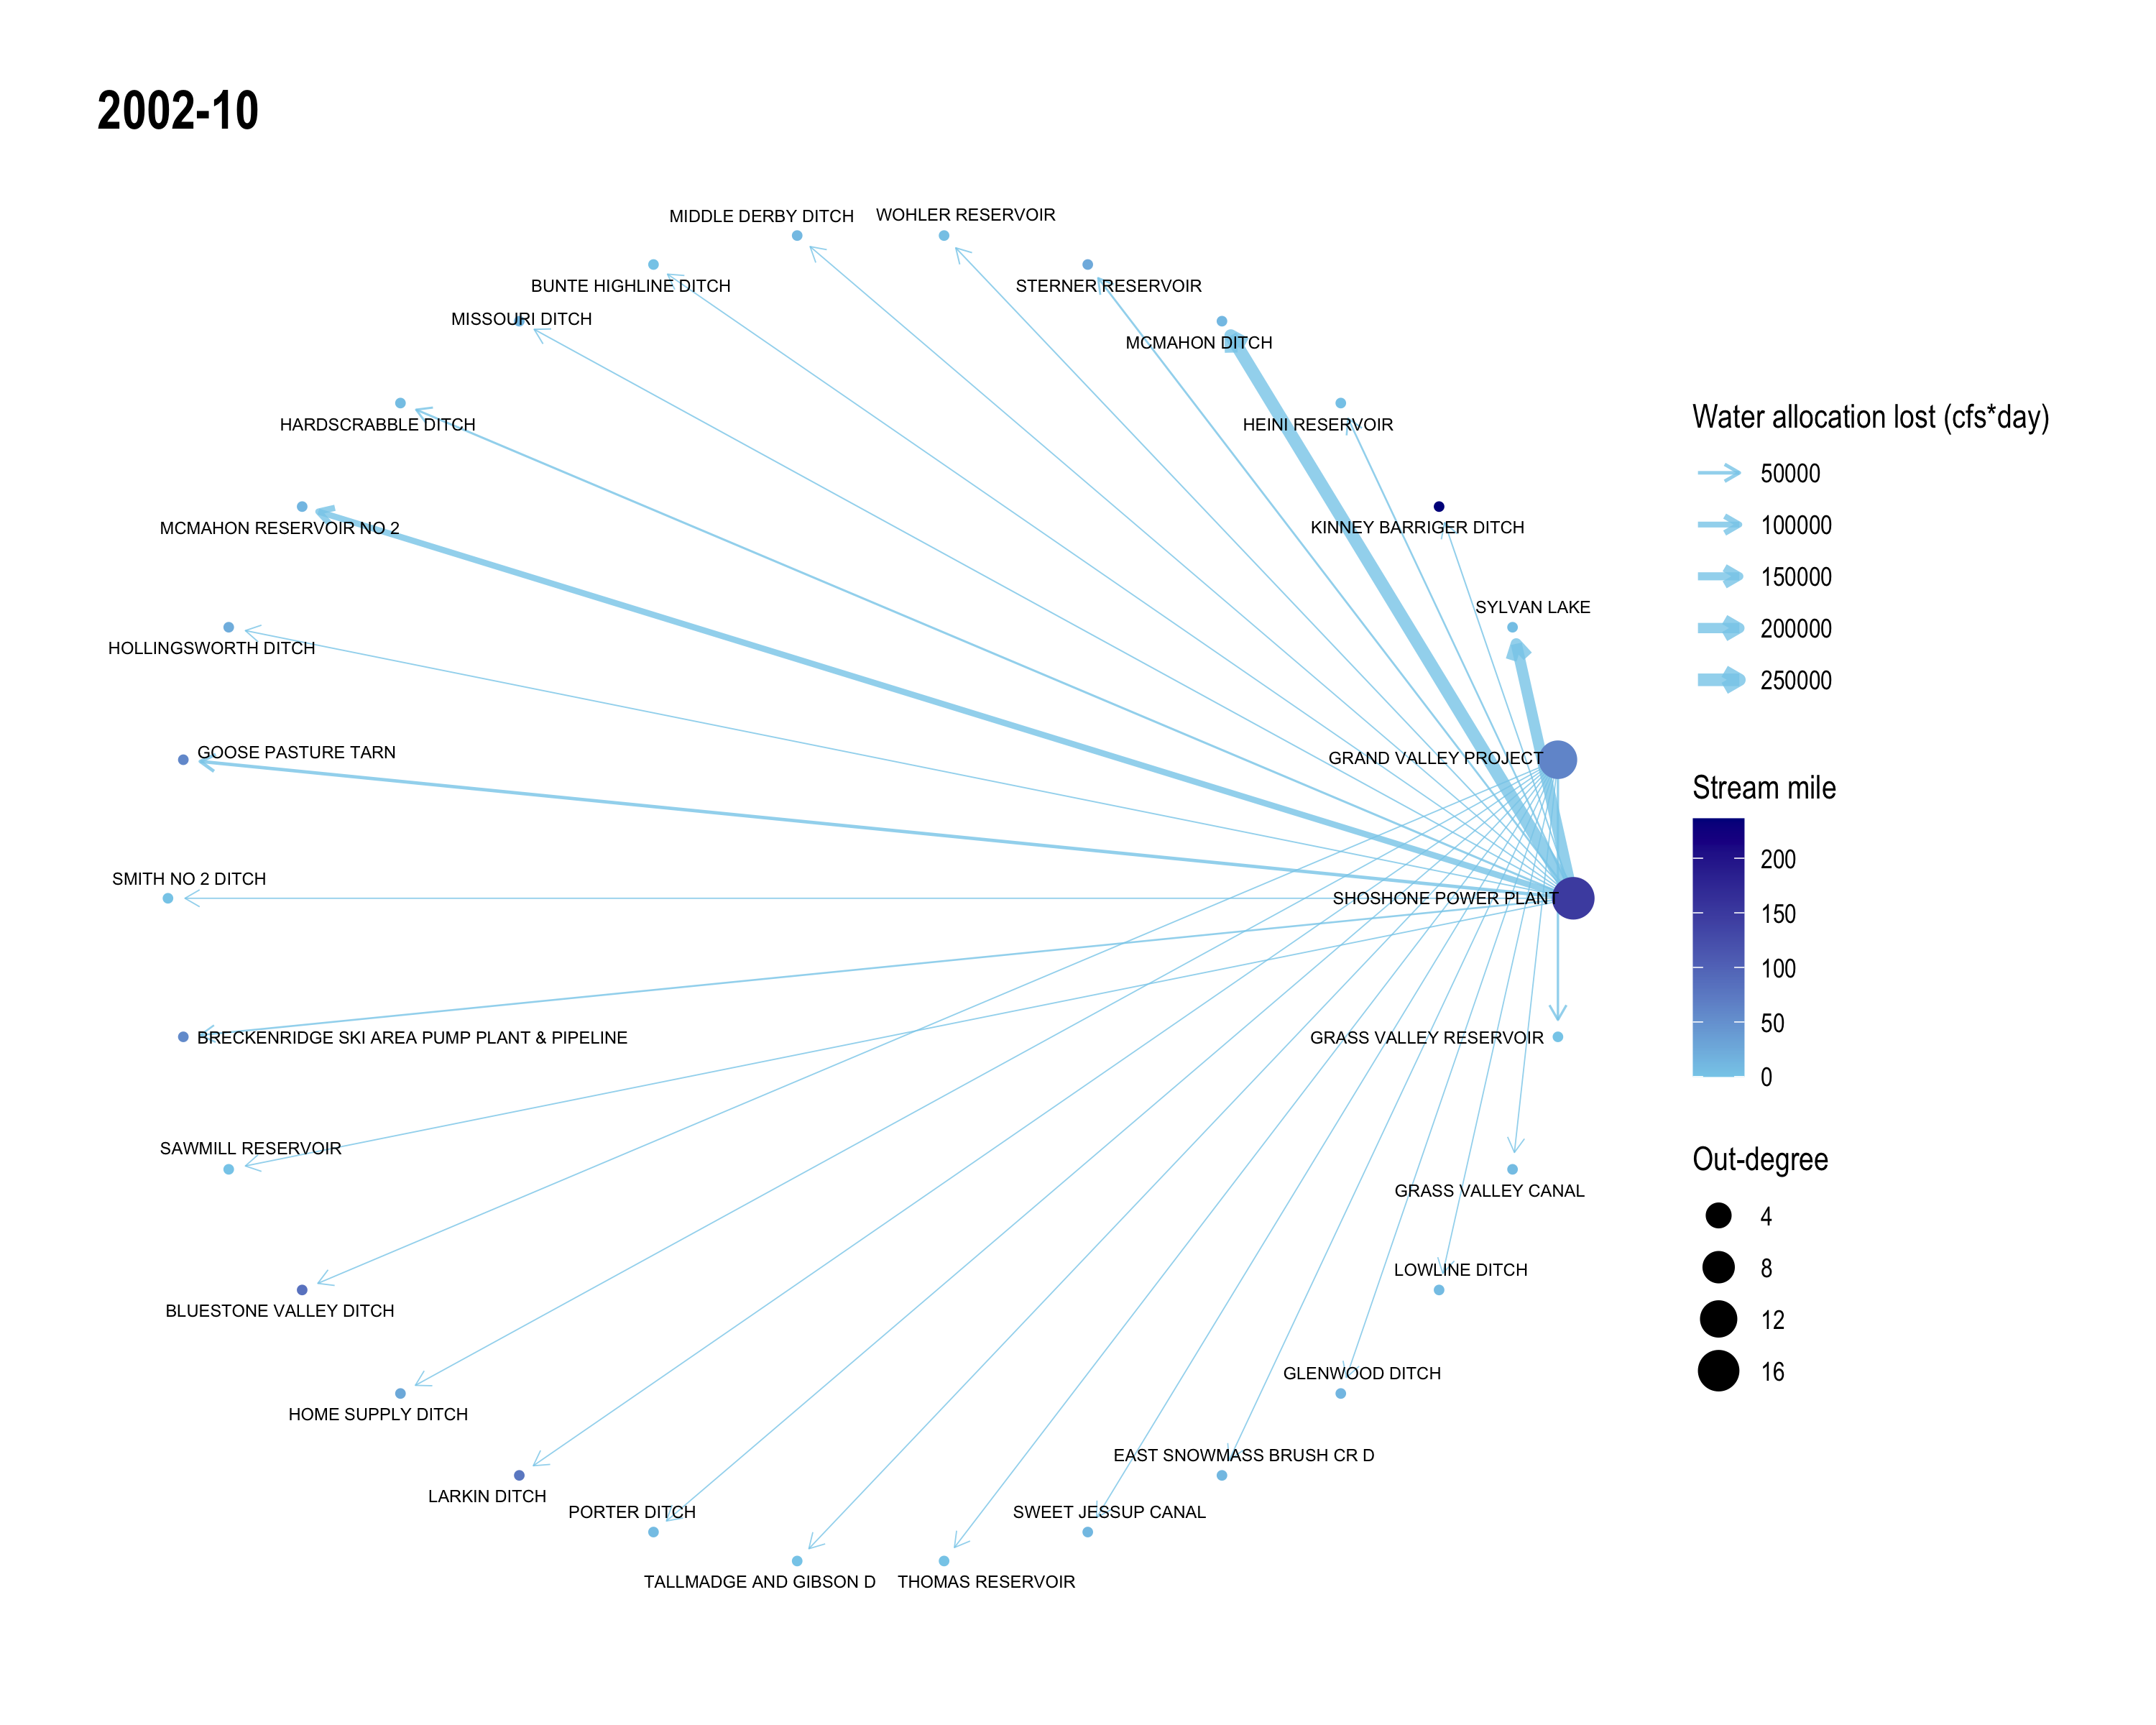 2002-10
MIDDLE DERBY DITCH
WOHLER RESERVOIR
BUNTE HIGHLINE DITCH
STERNER RESERVOIR
MISSOURI DITCH
MCMAHON DITCH
HARDSCRABBLE DITCH
HEINI RESERVOIR
MCMAHON RESERVOIR NO 2
KINNEY BARRIGER DITCH
SYLVAN LAKE
HOLLINGSWORTH DITCH
GOOSE PASTURE TARN
GRAND VALLEY PROJECT
SMITH NO 2 DITCH
SHOSHONE POWER PLANT
BRECKENRIDGE SKI AREA PUMP PLANT & PIPELINE
GRASS VALLEY RESERVOIR
SAWMILL RESERVOIR
GRASS VALLEY CANAL
LOWLINE DITCH
BLUESTONE VALLEY DITCH
GLENWOOD DITCH
HOME SUPPLY DITCH
EAST SNOWMASS BRUSH CR D
LARKIN DITCH
PORTER DITCH
SWEET JESSUP CANAL
TALLMADGE AND GIBSON D
THOMAS RESERVOIR
Water allocation lost (cfs*day)
50000
100000
150000
200000
250000
Stream mile
200
150
100
50
0
Out-degree
4
8
12
16